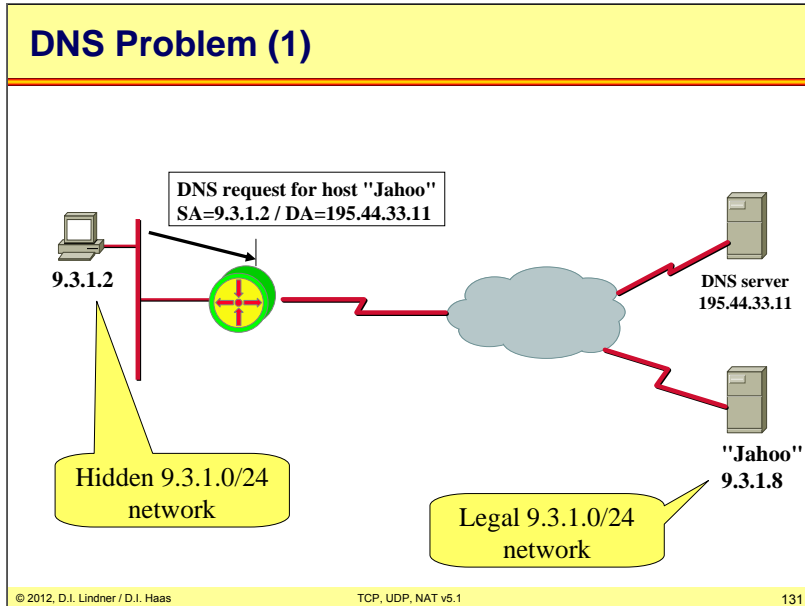 DNS Problem (1)
DNS request for host "Jahoo"
SA=9.3.1.2 / DA=195.44.33.11
9.3.1.2
DNS server
195.44.33.11
"Jahoo"
9.3.1.8
Hidden 9.3.1.0/24
network
Legal 9.3.1.0/24
network
© 2012, D.I. Lindner / D.I. Haas
TCP, UDP, NAT v5.1
131